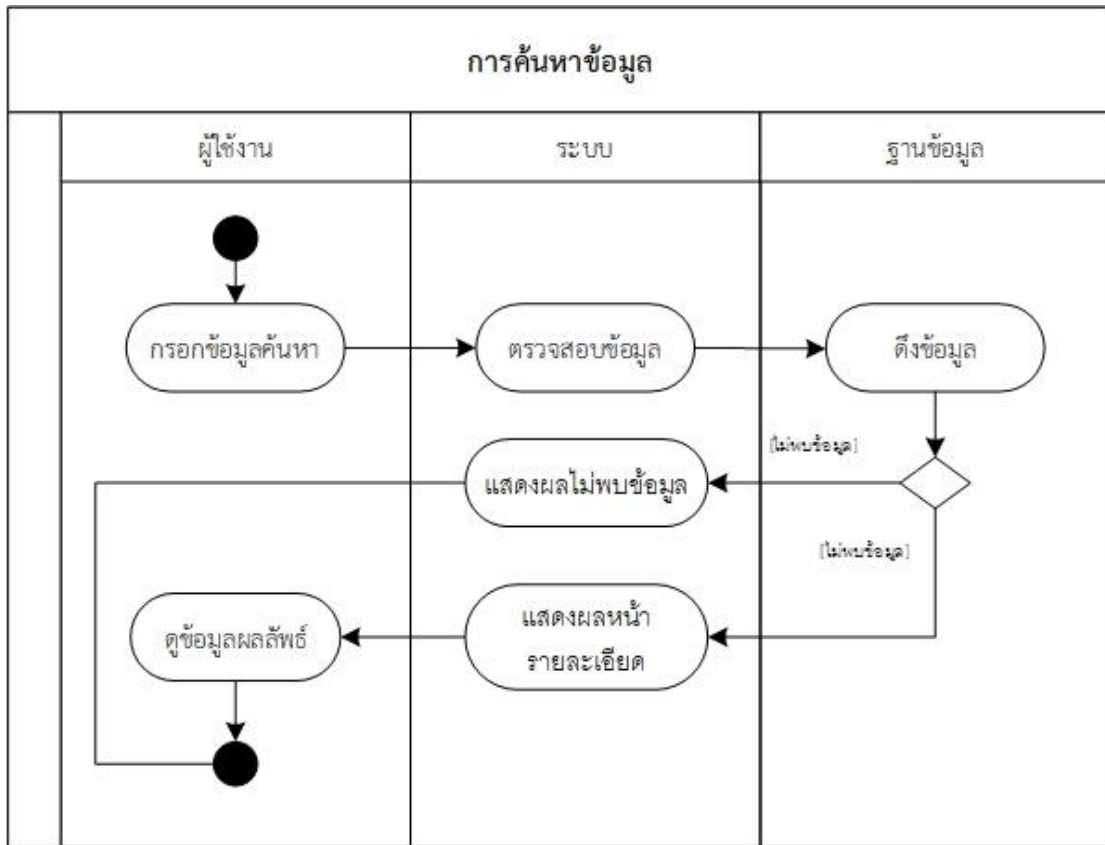 การค้นหาข้อมูล
ผู้ใช้งาน
ระบบ
ฐานข้อมูล
กรอกข้อมูลค้นหา
ตรวจสอบข้อมูล
ดึงข้อมูล
[ไม่พบข้อมูล]
แสดงผลไม่พบข้อมูล
[ไม่พบข้อมูล]
ดูข้อมูลผลลัพธ์
แสดงผลหน้า
รายละเอียด